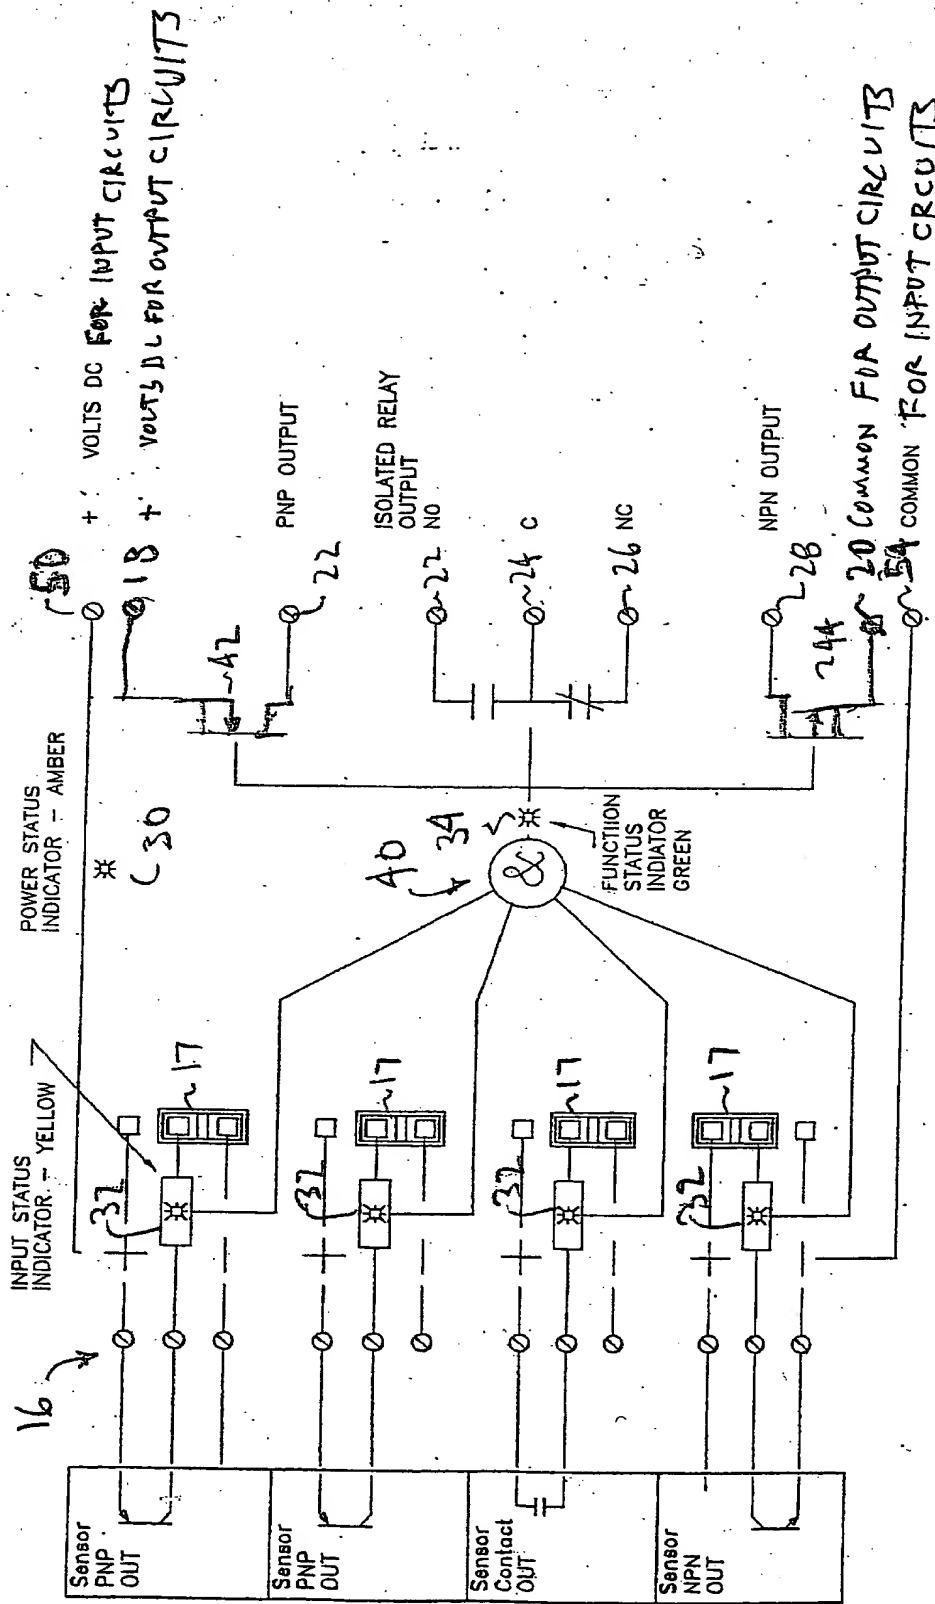 16
INPUT STATUS
INDICATOR - YELLOW
POWER STATUS
INDICATOR - AMBER
30
50
+ VOLTS DC FOR INPUT CIRCUITS
18 + VOLTS DC FOR OUTPUT CIRCUITS
42
PNP OUTPUT
22
ISOLATED RELAY
OUTPUT
NO
22
C
24
NC
26
NPN OUTPUT
28
44
20 COMMON FOR OUTPUT CIRCUITS
54 COMMON FOR INPUT CRCUITS
40
34
&
FUNCTIION
STATUS
INDIATOR
GREEN
32
17
32
17
32
17
32
17
Sensor
PNP
OUT
Sensor
PNP
OUT
Sensor
Contact
OUT
Sensor
NPN
OUT